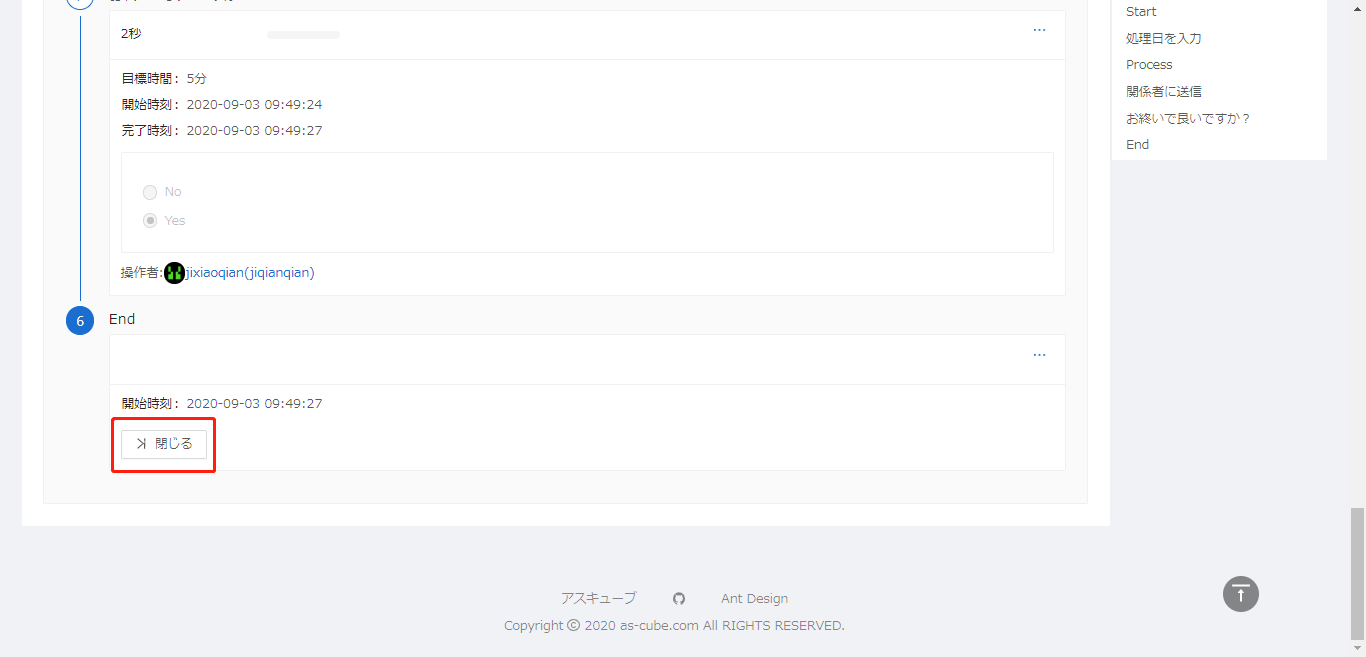 2秒
目標時間： 5分
開始時刻： 2020-09-03 09:49:24
完了時刻： 2020-09-03 09:49:27
No
Yes
操作者:jixiaoqian(jiqianqian)
6 End
開始時刻： 2020-09-03 09:49:27
閉じる
Start
処理日を入力
Process
関係者に送信
お終いで良いですか？
End
アスキューブ Ant Design
Copyright © 2020 as-cube.com All RIGHTS RESERVED.